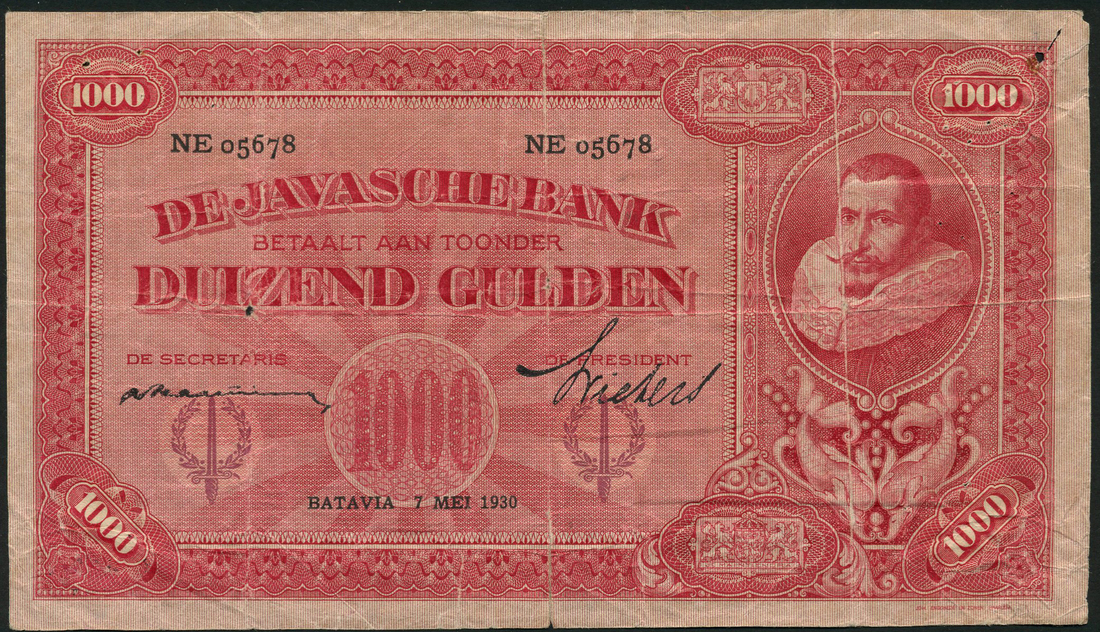 1000 1000
NE 05678 NE 05678
DE JAVASCHE BANK
BETAALT AAN TOONDER
DUIZEND GULDEN
DE SECRETARIS DE PRESIDENT
1000
BATAVIA 7 MEI 1930
1000 1000